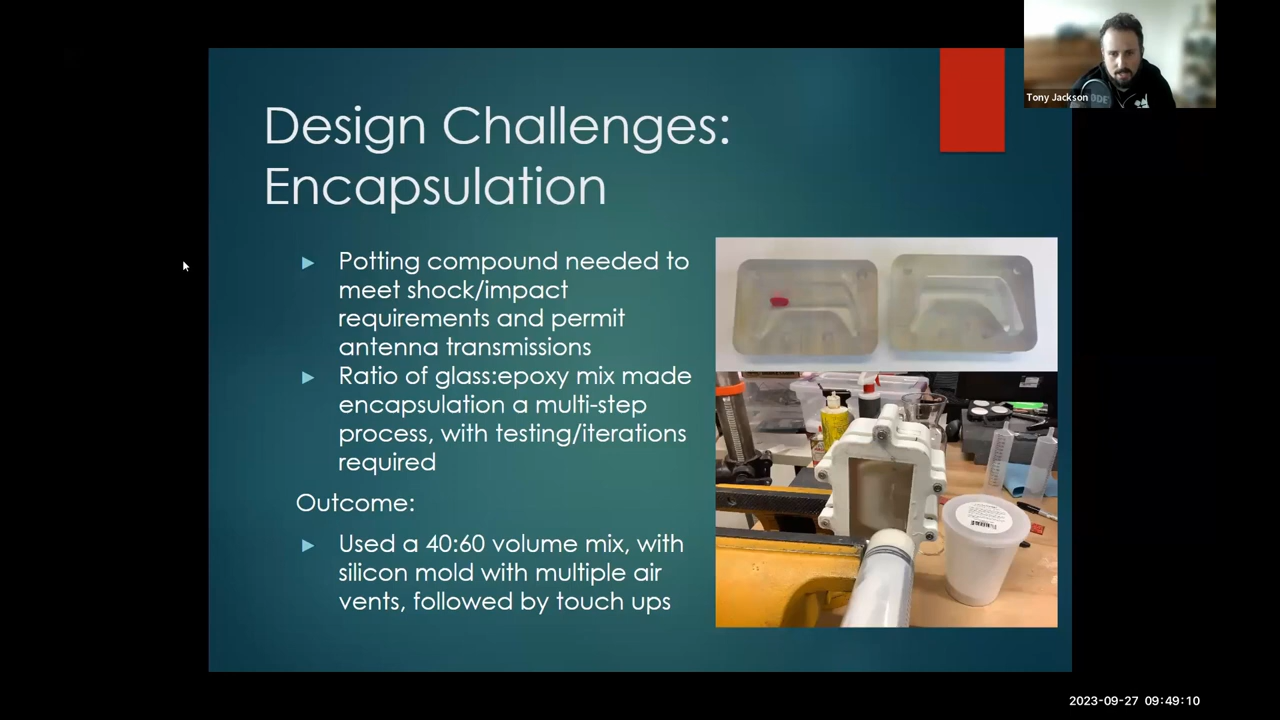 Design Challenges:
Encapsulation
Potting compound needed to
meet shock/impact
requirements and permit
antenna transmissions
Ratio of glass:epoxy mix made
encapsulation a multi-step
process, with testing/iterations
required
Outcome:
Used a 40:60 volume mix, with
silicon mold with multiple air
vents, followed by touch ups
Tony Jackson
2023-09-27 09:49:10